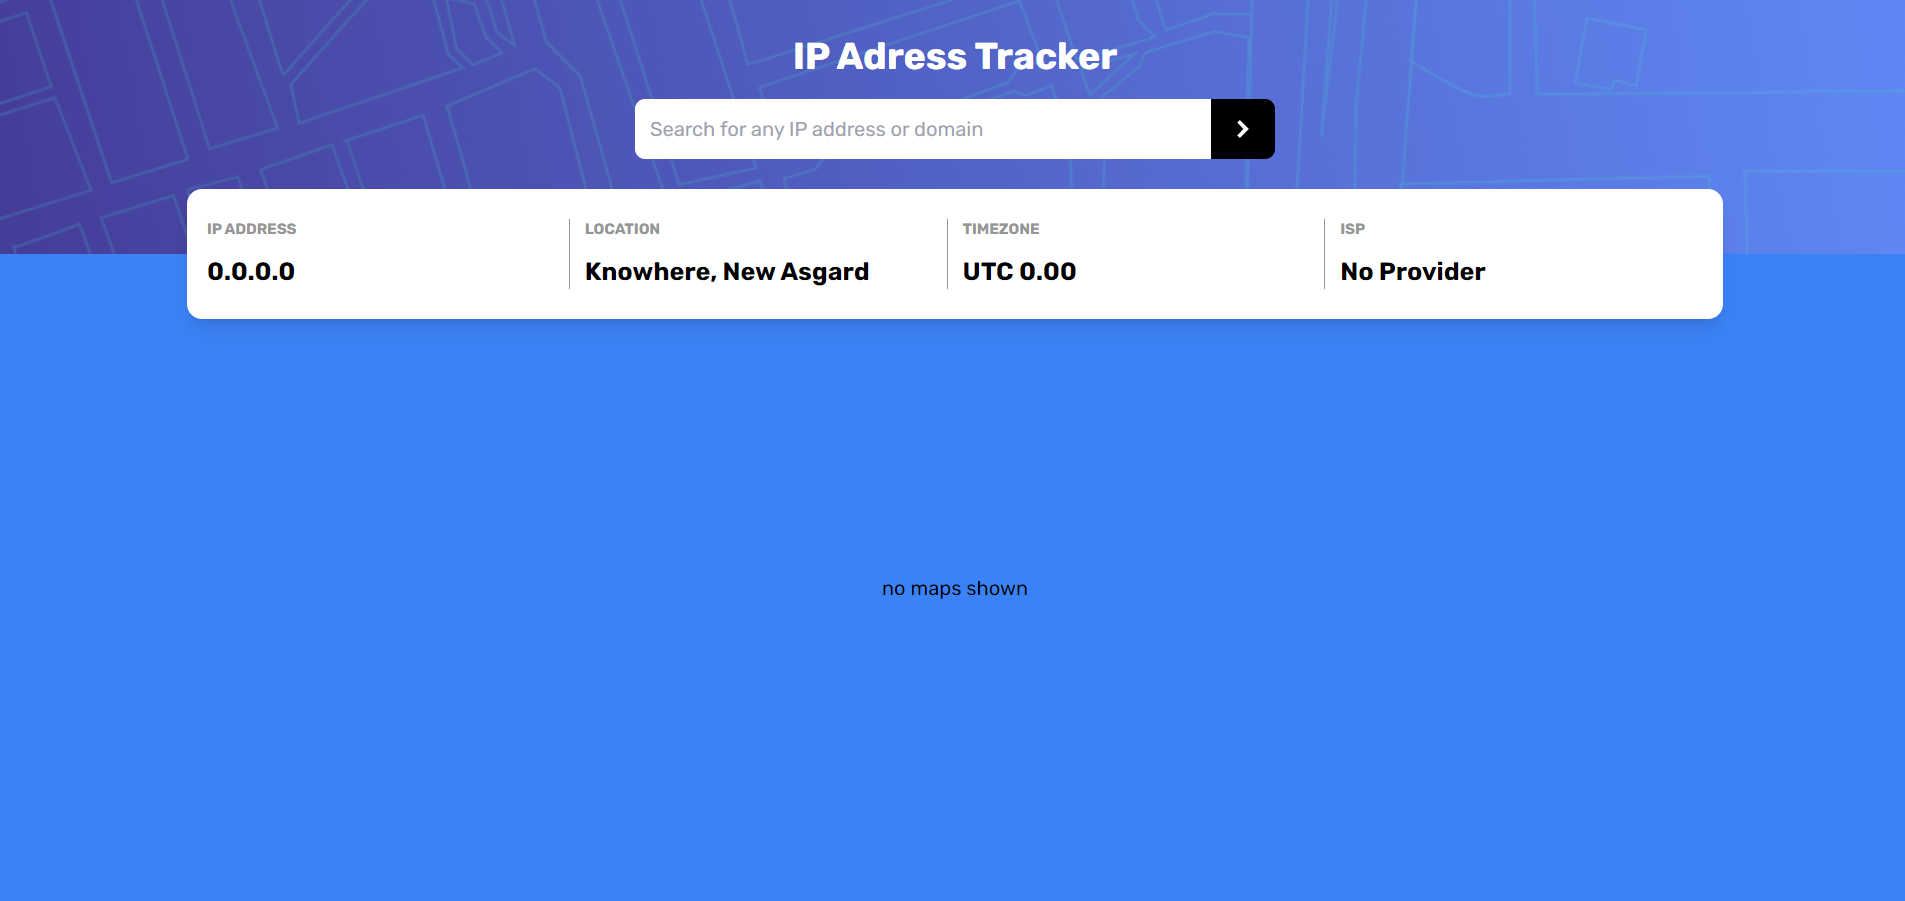 IP Adress Tracker
Search for any IP address or domain
IP ADDRESS
0.0.0.0
LOCATION
Knowhere, New Asgard
TIMEZONE
UTC 0.00
ISP
No Provider
no maps shown